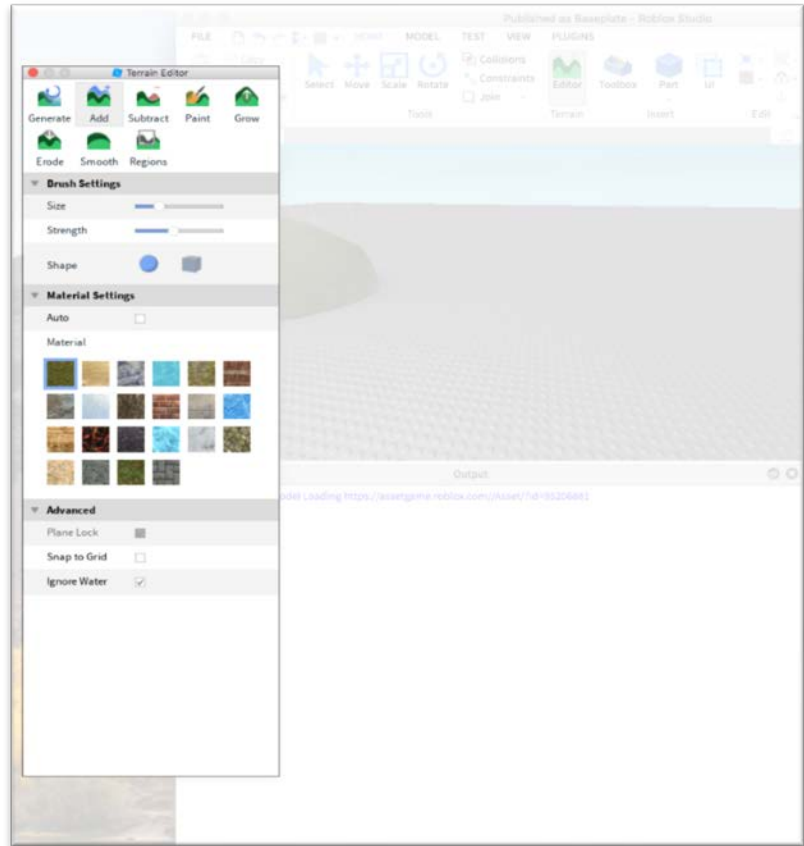 Published as Baseplate - Roblox Studio
FILE HOME MODEL TEST VIEW PLUGINS
Terrain Editor
Copy
Collisions
Constraints
Join
Select Move Scale Rotate
Editor Toolbox Part UI
Tools Terrain Insert Edit
Generate Add Subtract Paint Grow
Erode Smooth Regions
Brush Settings
Size
Strength
Shape
Material Settings
Auto
Material
Output
Advanced
Plane Lock
Snap to Grid
Ignore Water